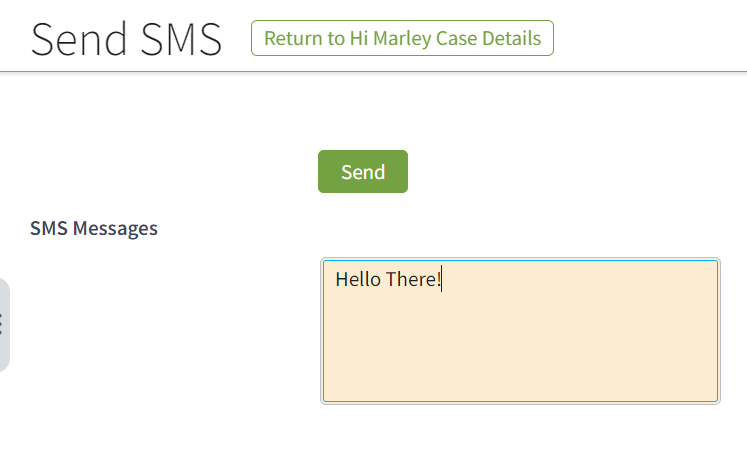 Send SMS
Return to Hi Marley Case Details
Send
SMS Messages
Hello There!